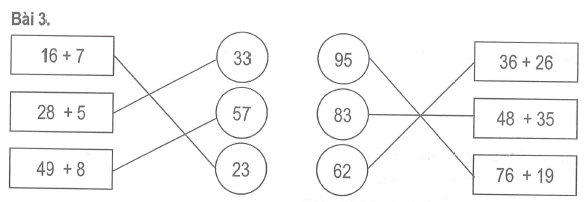 Bài 3.
16 + 7 33 95 36 + 26
28 + 5 57 83 48 + 35
49 + 8 23 62 76 + 19